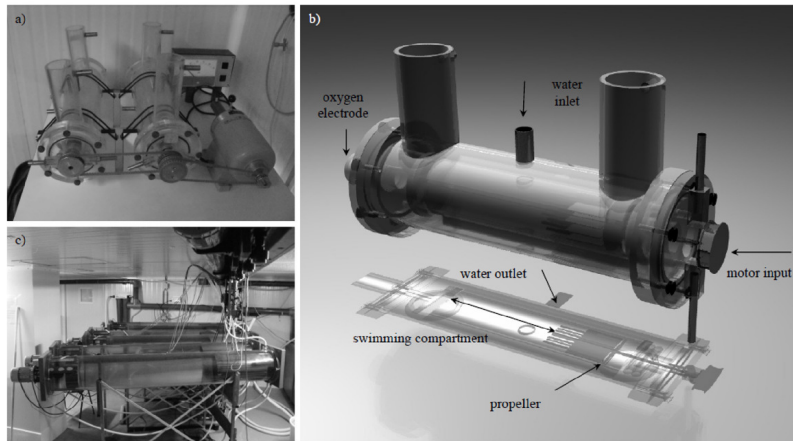 a)
b)
oxygen
electrode
water
inlet
motor input
water outlet
swimming compartment
propeller
c)